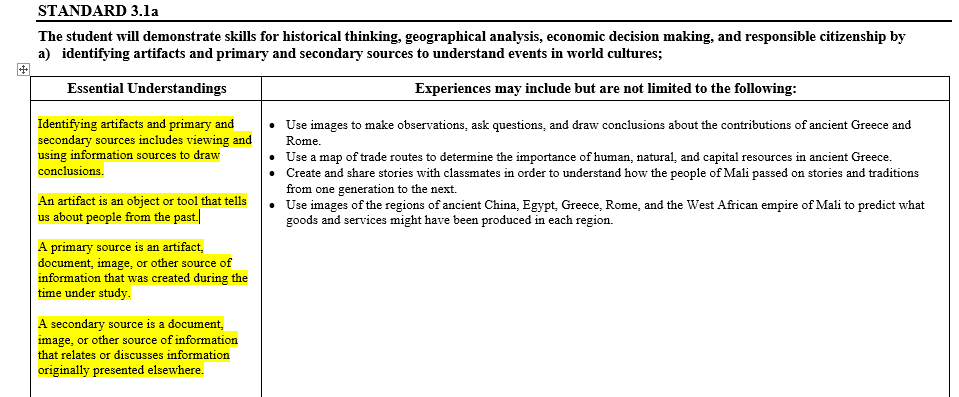 STANDARD 3.1a
The student will demonstrate skills for historical thinking, geographical analysis, economic decision making, and responsible citizenship by
a) identifying artifacts and primary and secondary sources to understand events in world cultures;
Essential Understandings
Identifying artifacts and primary and
secondary sources includes viewing and
using information sources to draw
conclusions.
An artifact is an object or tool that tells
us about people from the past.
A primary source is an artifact,
document, image, or other source of
information that was created during the
time under study.
A secondary source is a document,
image, or other source of information
that relates or discusses information
originally presented elsewhere.
Experiences may include but are not limited to the following:
• Use images to make observations, ask questions, and draw conclusions about the contributions of ancient Greece and
Rome.
• Use a map of trade routes to determine the importance of human, natural, and capital resources in ancient Greece.
• Create and share stories with classmates in order to understand how the people of Mali passed on stories and traditions
from one generation to the next.
• Use images of the regions of ancient China, Egypt, Greece, Rome, and the West African empire of Mali to predict what
goods and services might have been produced in each region.